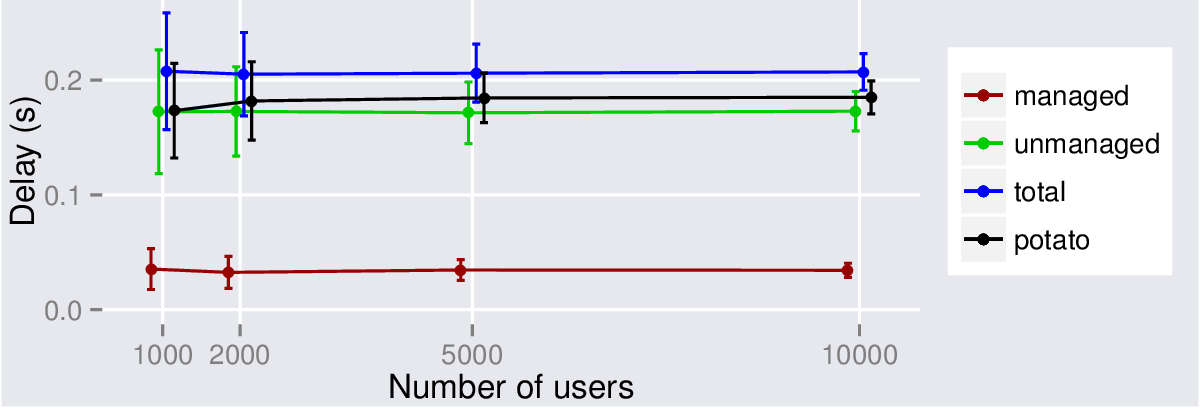 Delay (s)
0.2
0.1
0.0
1000 2000 5000 10000
Number of users
managed
unmanaged
total
potato